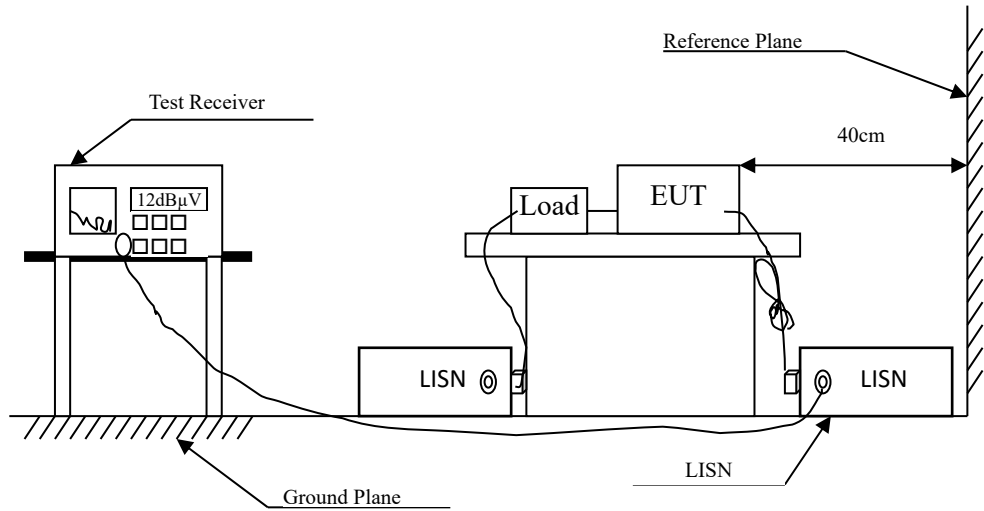 Reference Plane
Test Receiver
40cm
12dBµV
Load
EUT
LISN
LISN
LISN
Ground Plane